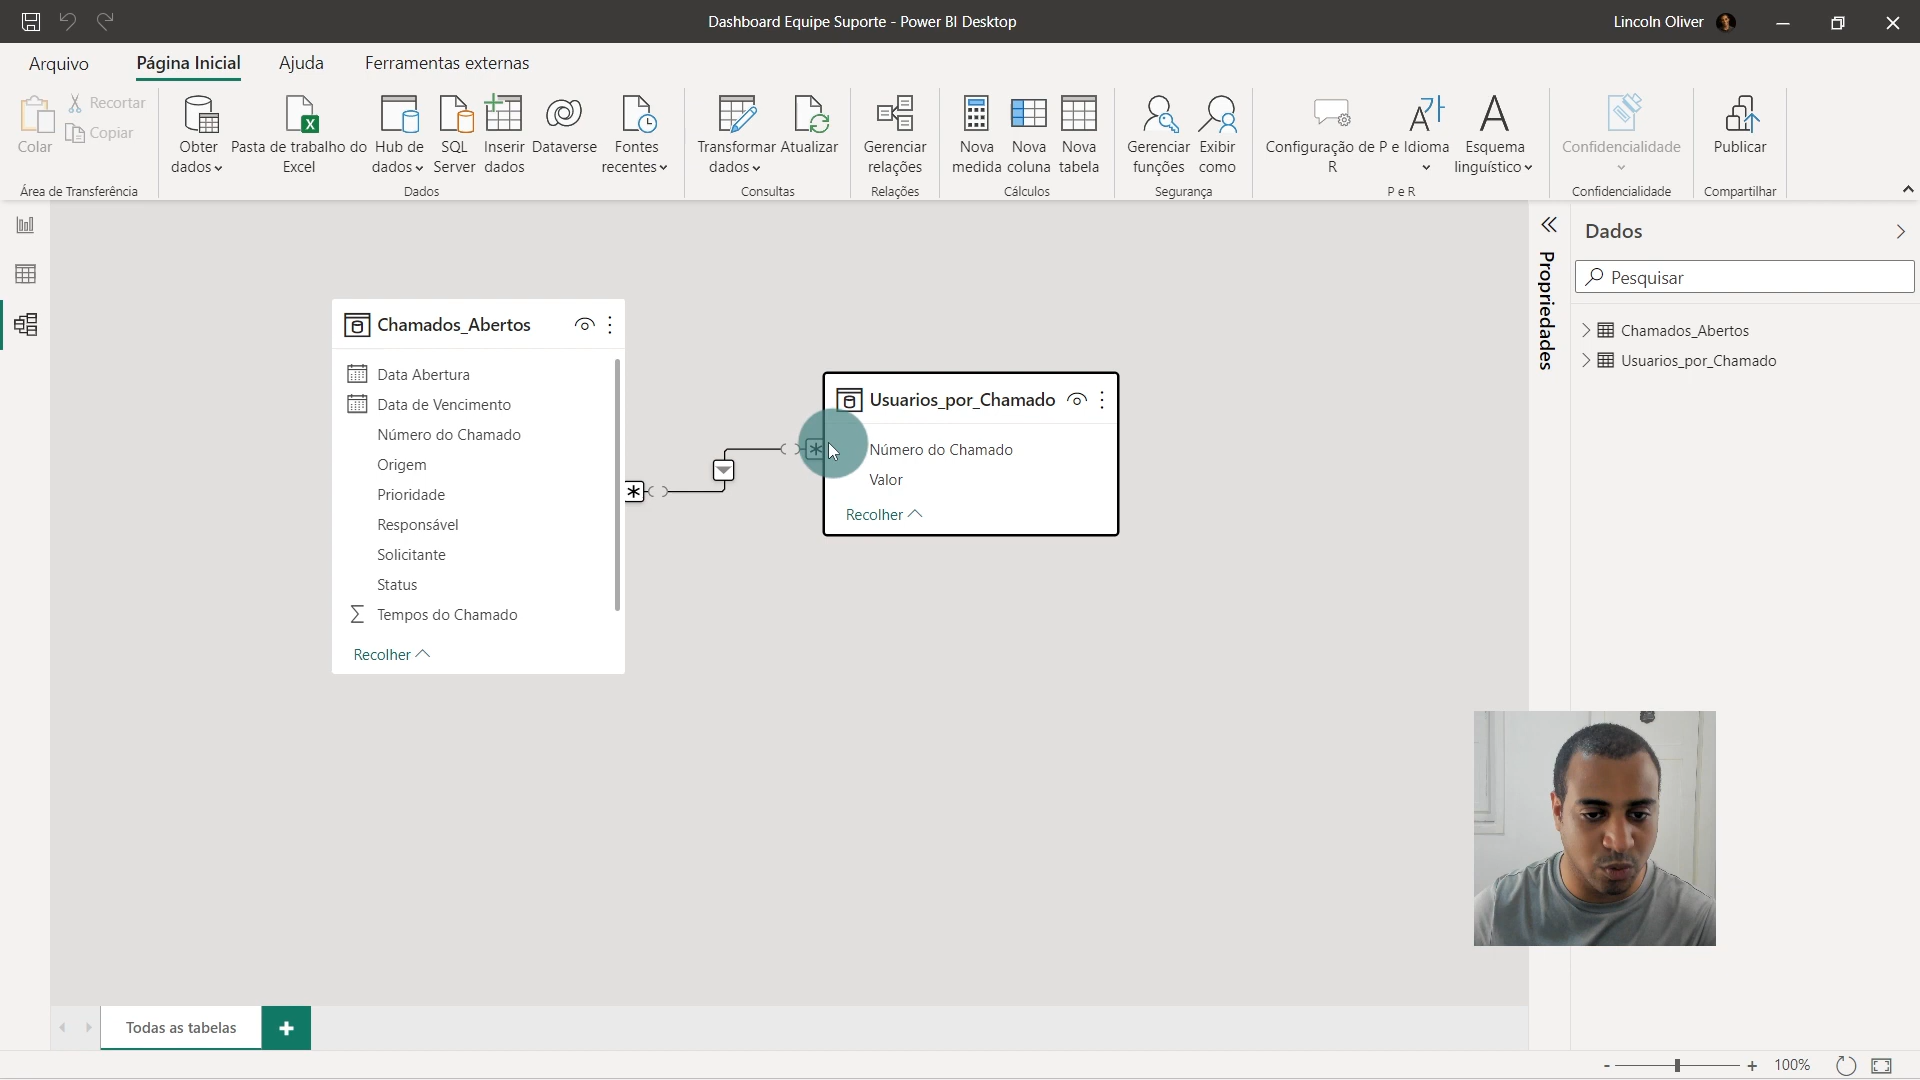 Dashboard Equipe Suporte - Power BI Desktop
Lincoln Oliver
Arquivo
Página Inicial
Ajuda
Ferramentas externas
Colar
Recortar
Copiar
Área de Transferência
Obter dados
Pasta de trabalho do Excel
Hub de dados
SQL Server
Inserir dados
Dataverse
Fontes recentes
Dados
Transformar dados
Atualizar
Consultas
Gerenciar relações
Relações
Nova medida
Nova coluna
Nova tabela
Cálculos
Gerenciar funções
Exibir como
Segurança
Configuração de P e R
Idioma
Esquema linguístico
P e R
Confidencialidade
Confidencialidade
Publicar
Compartilhar
Chamados_Abertos
Data Abertura
Data de Vencimento
Número do Chamado
Origem
Prioridade
Responsável
Solicitante
Status
Σ Tempos do Chamado
Recolher
*
*
Usuarios_por_Chamado
Número do Chamado
Valor
Recolher
Propriedades
Dados
Pesquisar
Chamados_Abertos
Usuarios_por_Chamado
Todas as tabelas
+
- + 100%